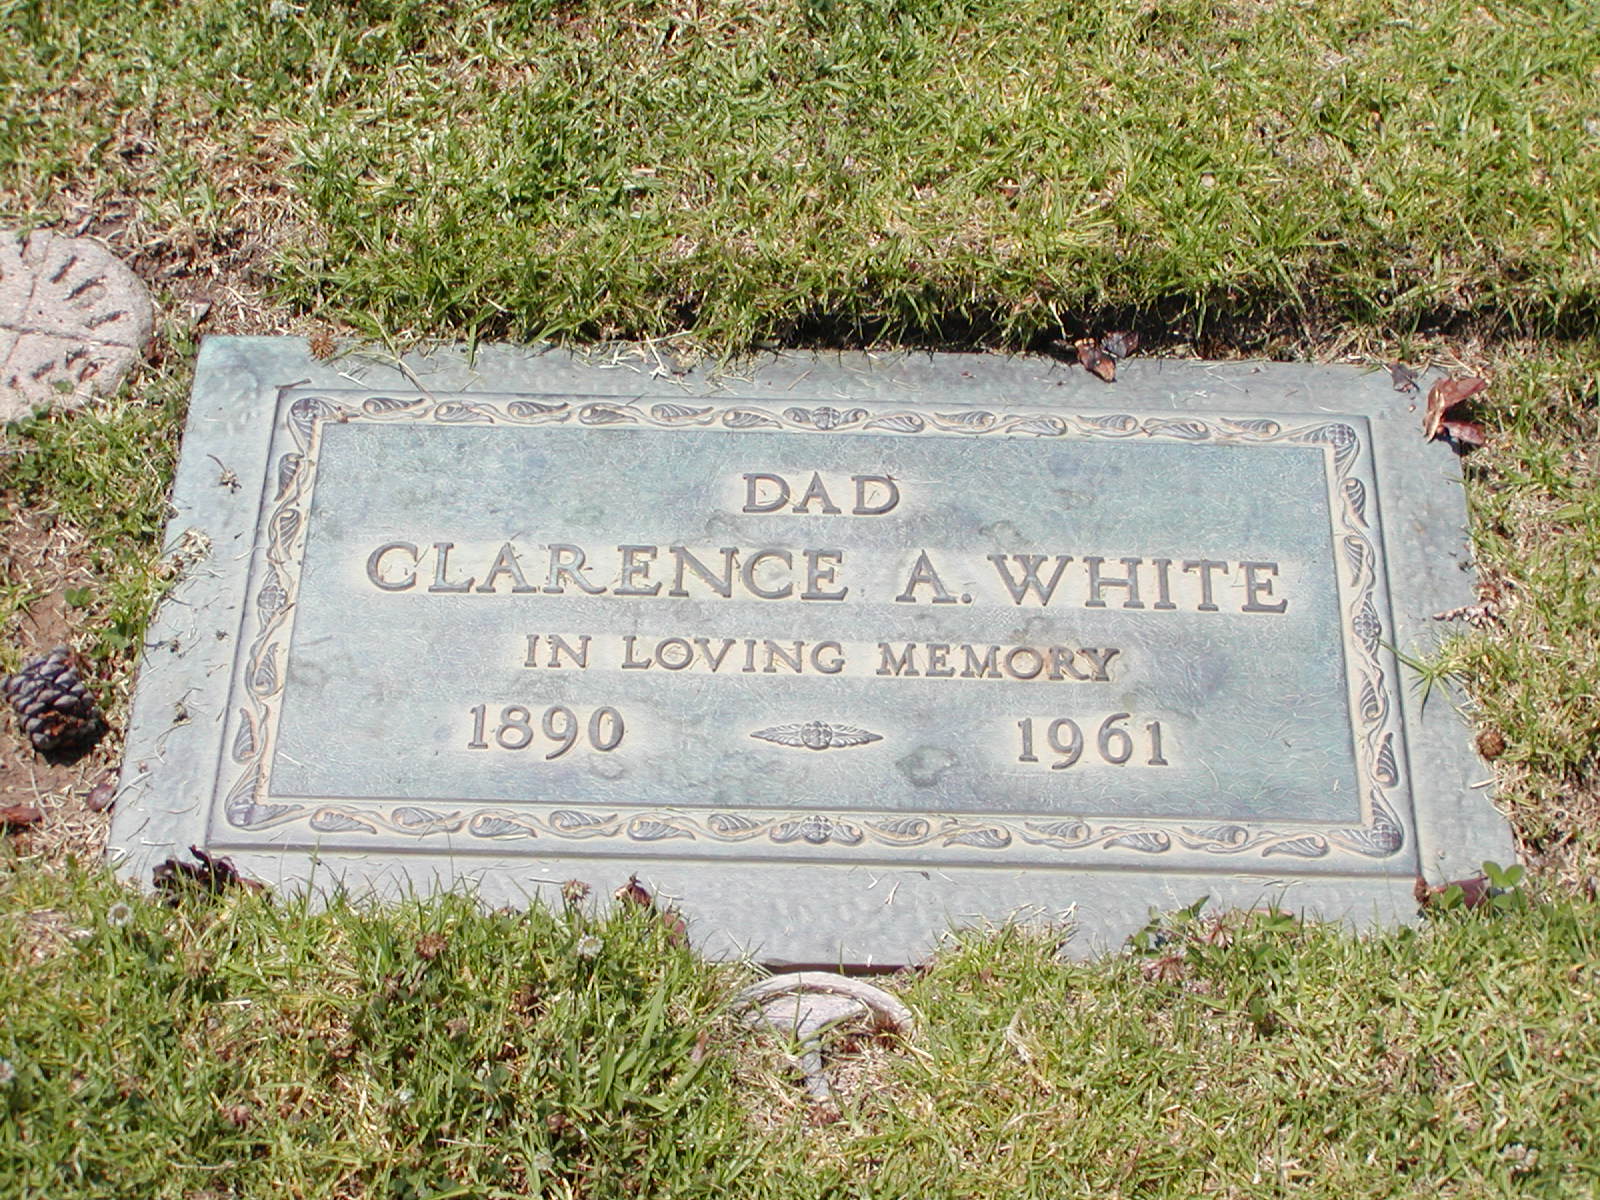 DAD
CLARENCE A. WHITE
IN LOVING MEMORY
1890 1961